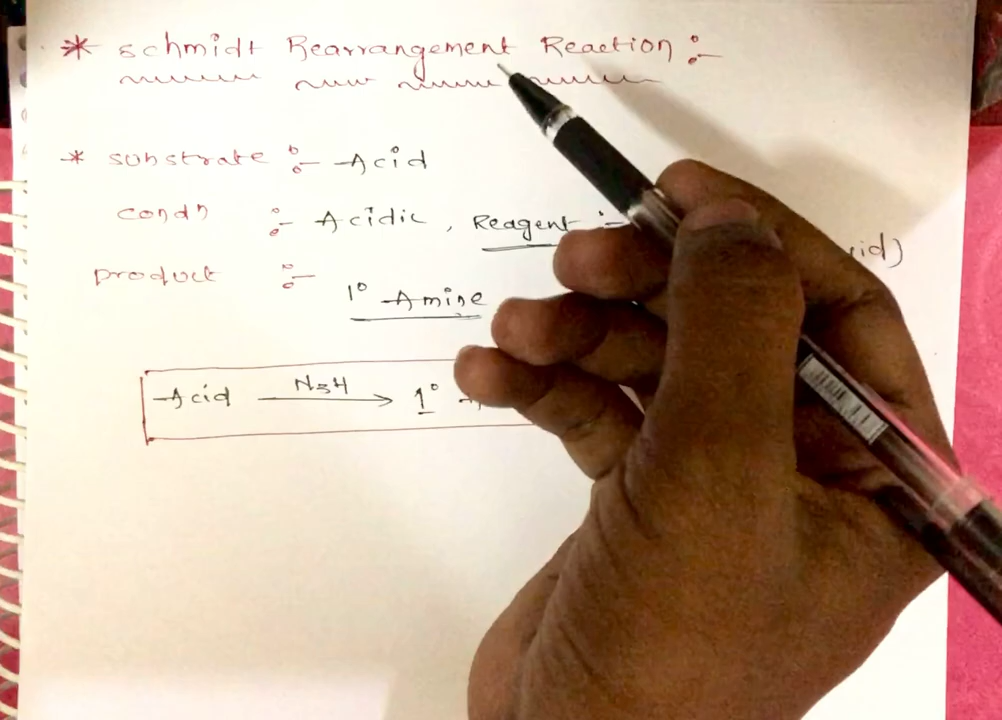 * Schmidt Rearrangement Reaction :-
* substrate :- Acid
condn :- Acidic , Reagent :-
product :- 1° Amine
Acid N3H → 1°